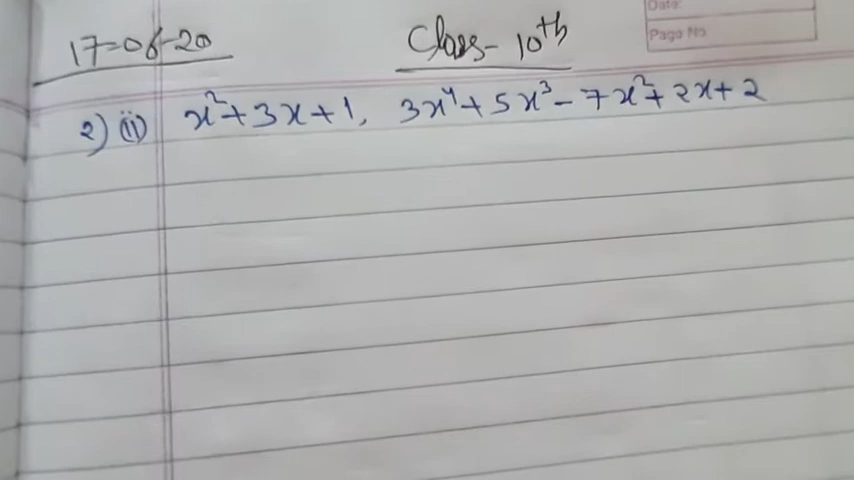 Date:
Page No
17-06-20 Class- 10th
2) (ii) x²+3x+1, 3x⁴+5x³-7x²+2x+2